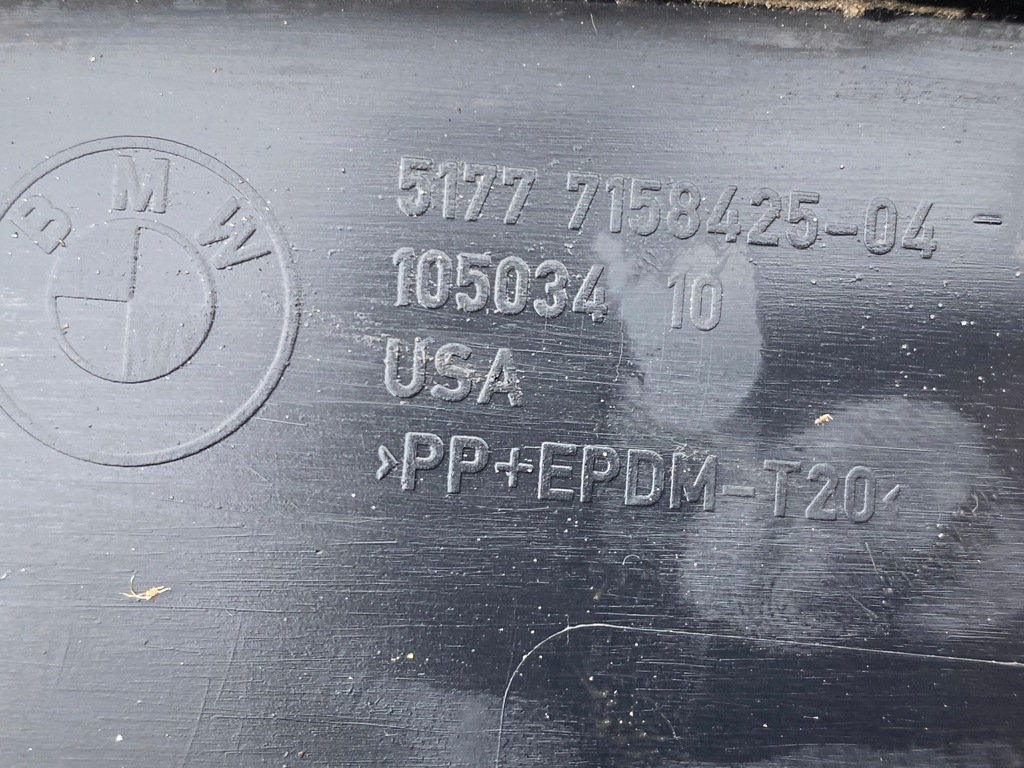 BMW
5177 7158425-04 -
105034 10
USA
>PP+EPDM-T20<